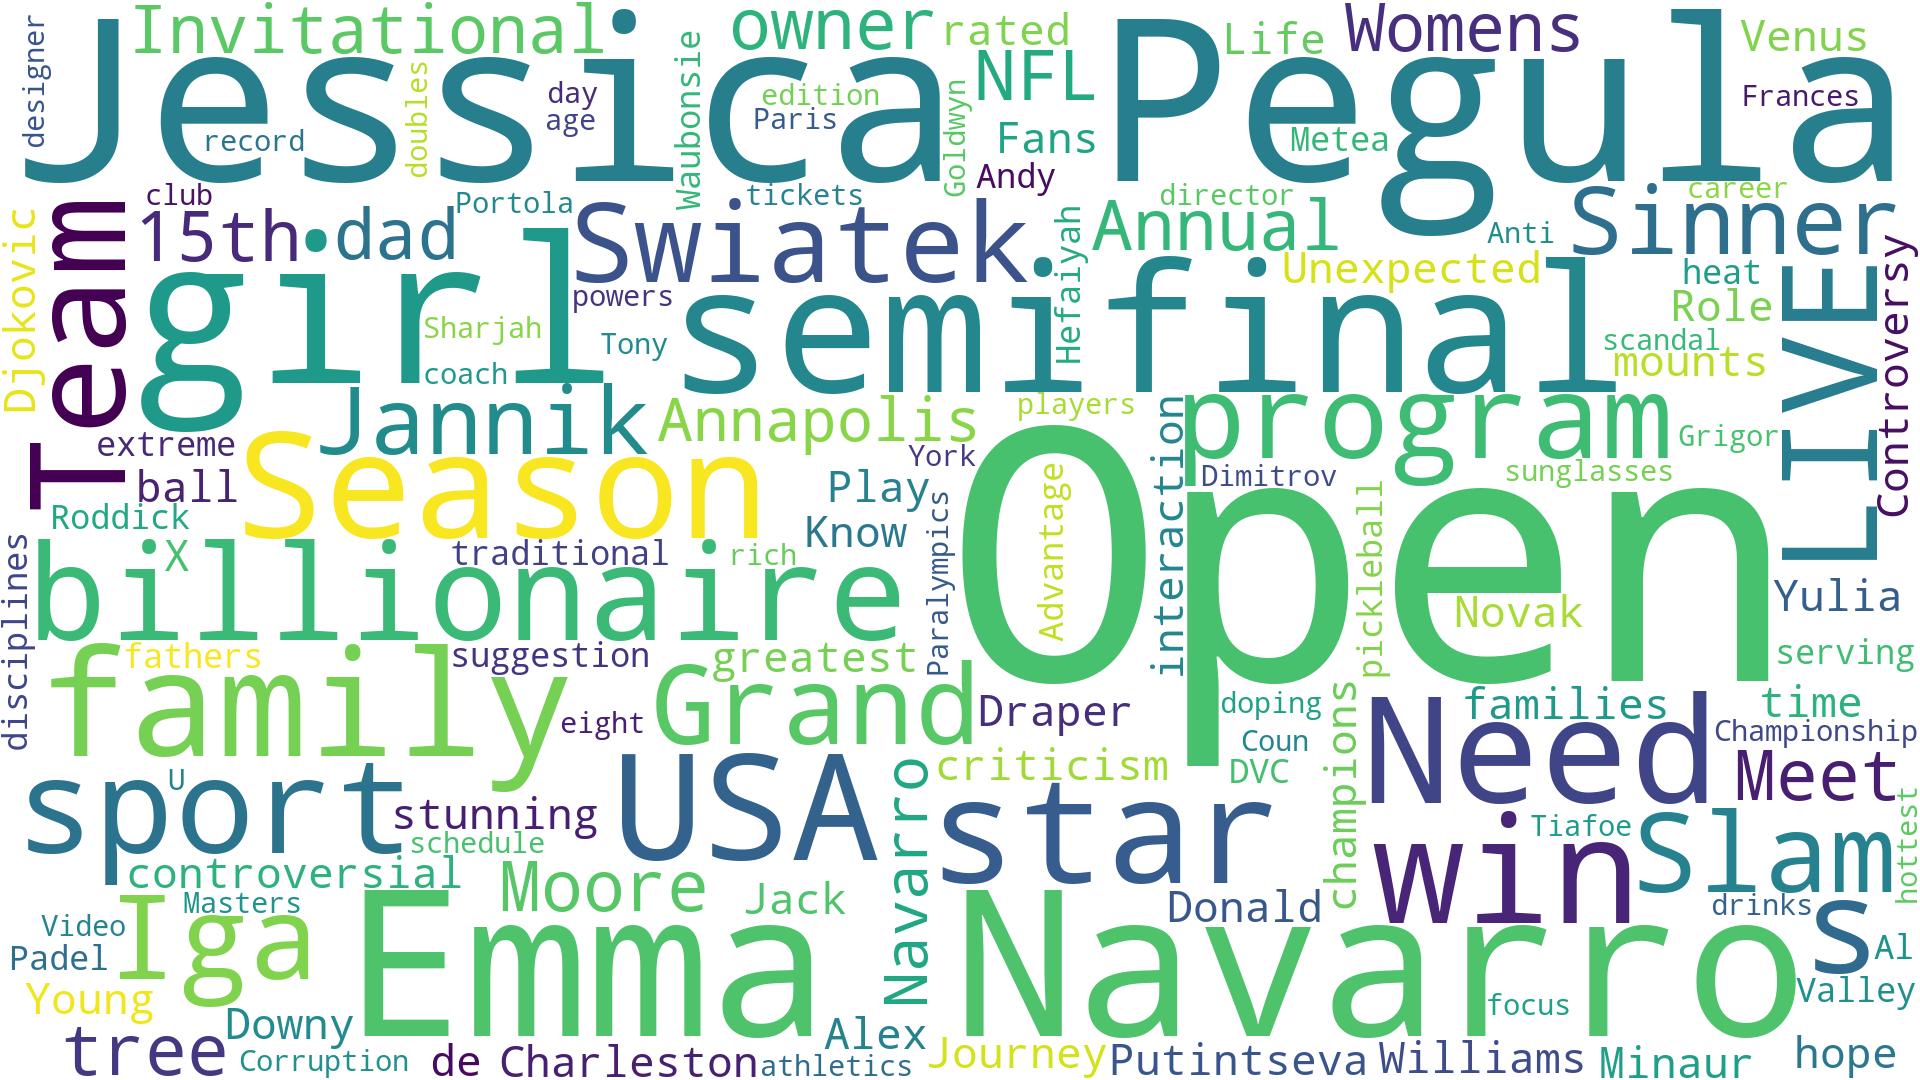 designer
Invitational
owner
rated
Life
Womens
Venus
Jessica Pegula
doubles
day
age
Waubonsie
NFL
edition
Paris
Goldwyn
Fans
Metea
Frances
record
Andy
club
Portola
tickets
director
career
Team
15th
dad
Swiatek
Annual
Anti
Sinner
Djokovic
girl
powers
Hefaiyah
Unexpected
heat
Controversy
semifinal
Role
LIVE
Sharjah
Tony
scandal
mounts
coach
Jannik
Annapolis
players
program
Grigor
extreme
Season
York
interaction
Dimitrov
sunglasses
ball
Play
Advantage
Open
Roddick
Know
Paralympics
pickleball
X
traditional
rich
disciplines
billionaire
Novak
Yulia
fathers
suggestion
greatest
serving
family
eight
Grand
Draper
doping
champions
families
time
Coun
Need
Championship
sport
U
USA
Navarro
criticism
DVC
Meet
stunning
star
schedule
win
Tiafoe
Slam
hottest
controversial
Moore
Jack
Donald
drinks
s
Masters
Video
Iga
Emma Navarro
Al
Padel
Young
focus
Valley
tree
Downy
Corruption
de
Charleston
athletics
Alex
Journey
Putintseva
Williams
Minaur
hope